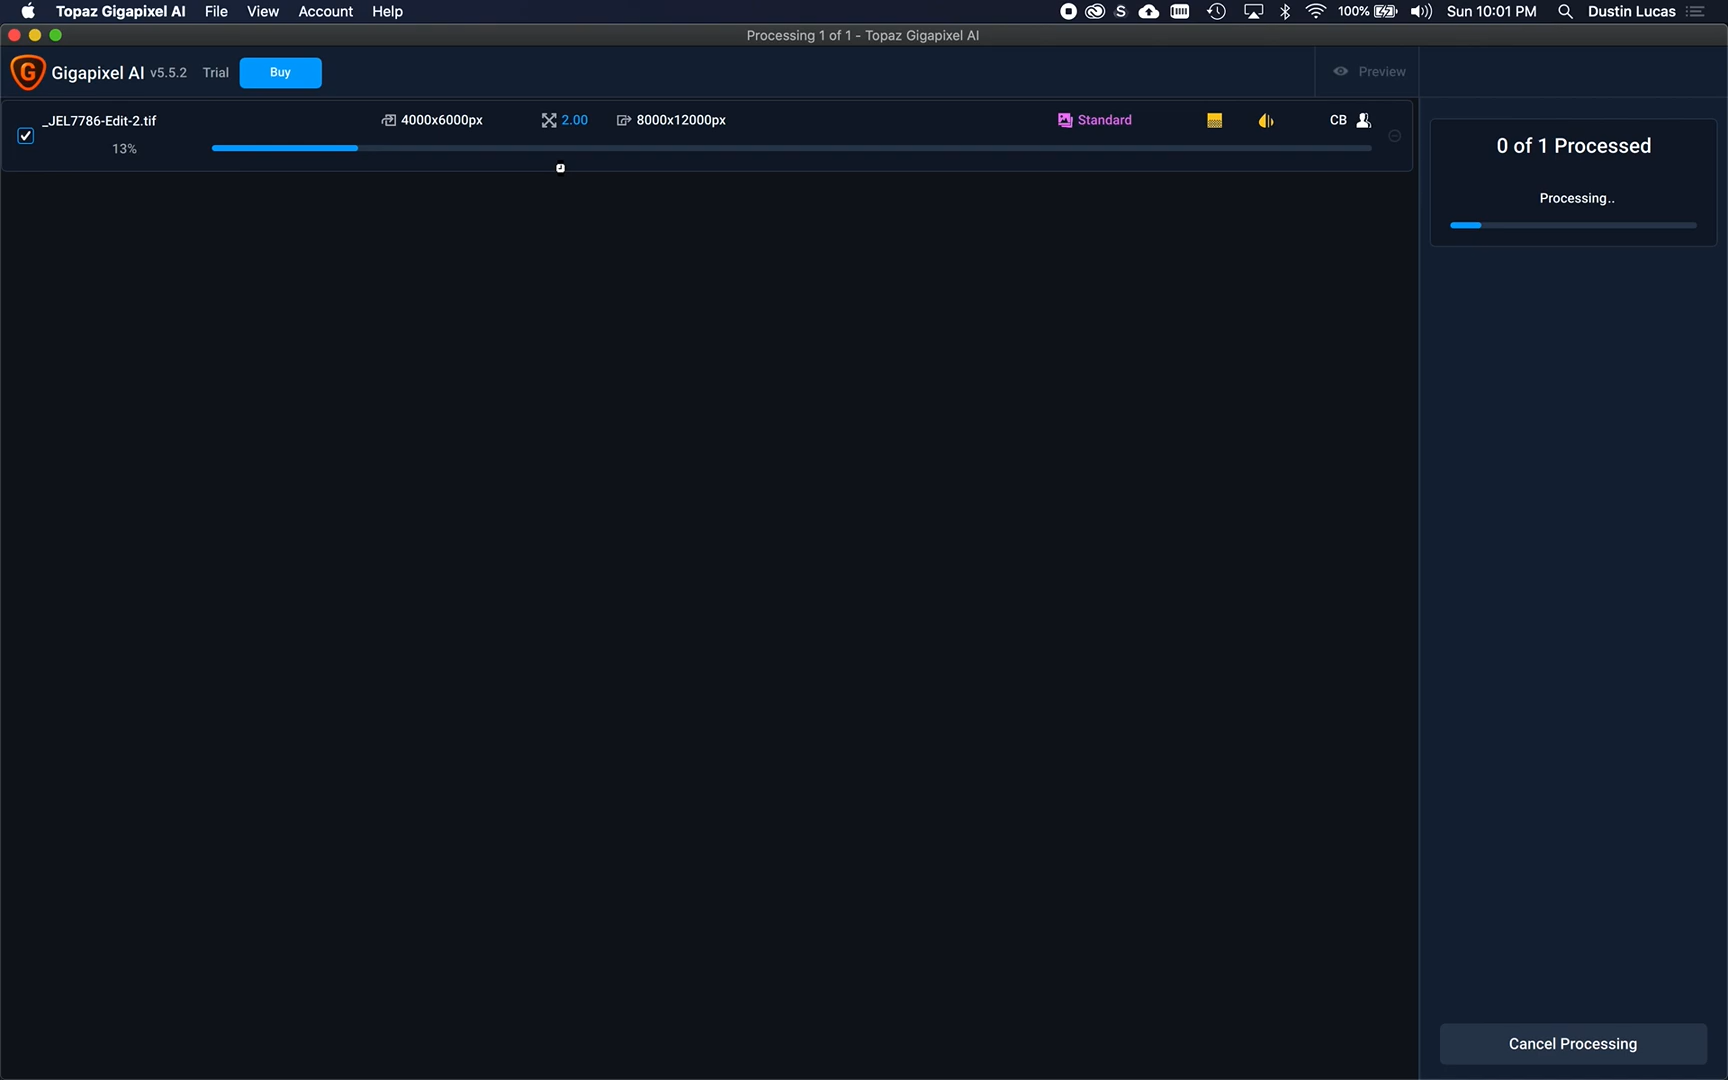 Topaz Gigapixel AI File View Account Help S 100% Sun 10:01 PM Dustin Lucas
Processing 1 of 1 - Topaz Gigapixel AI
G Gigapixel AI v5.5.2 Trial Buy Preview
_JEL7786-Edit-2.tif 4000x6000px 2.00 8000x12000px Standard CB
13%
0 of 1 Processed
Processing..
Cancel Processing